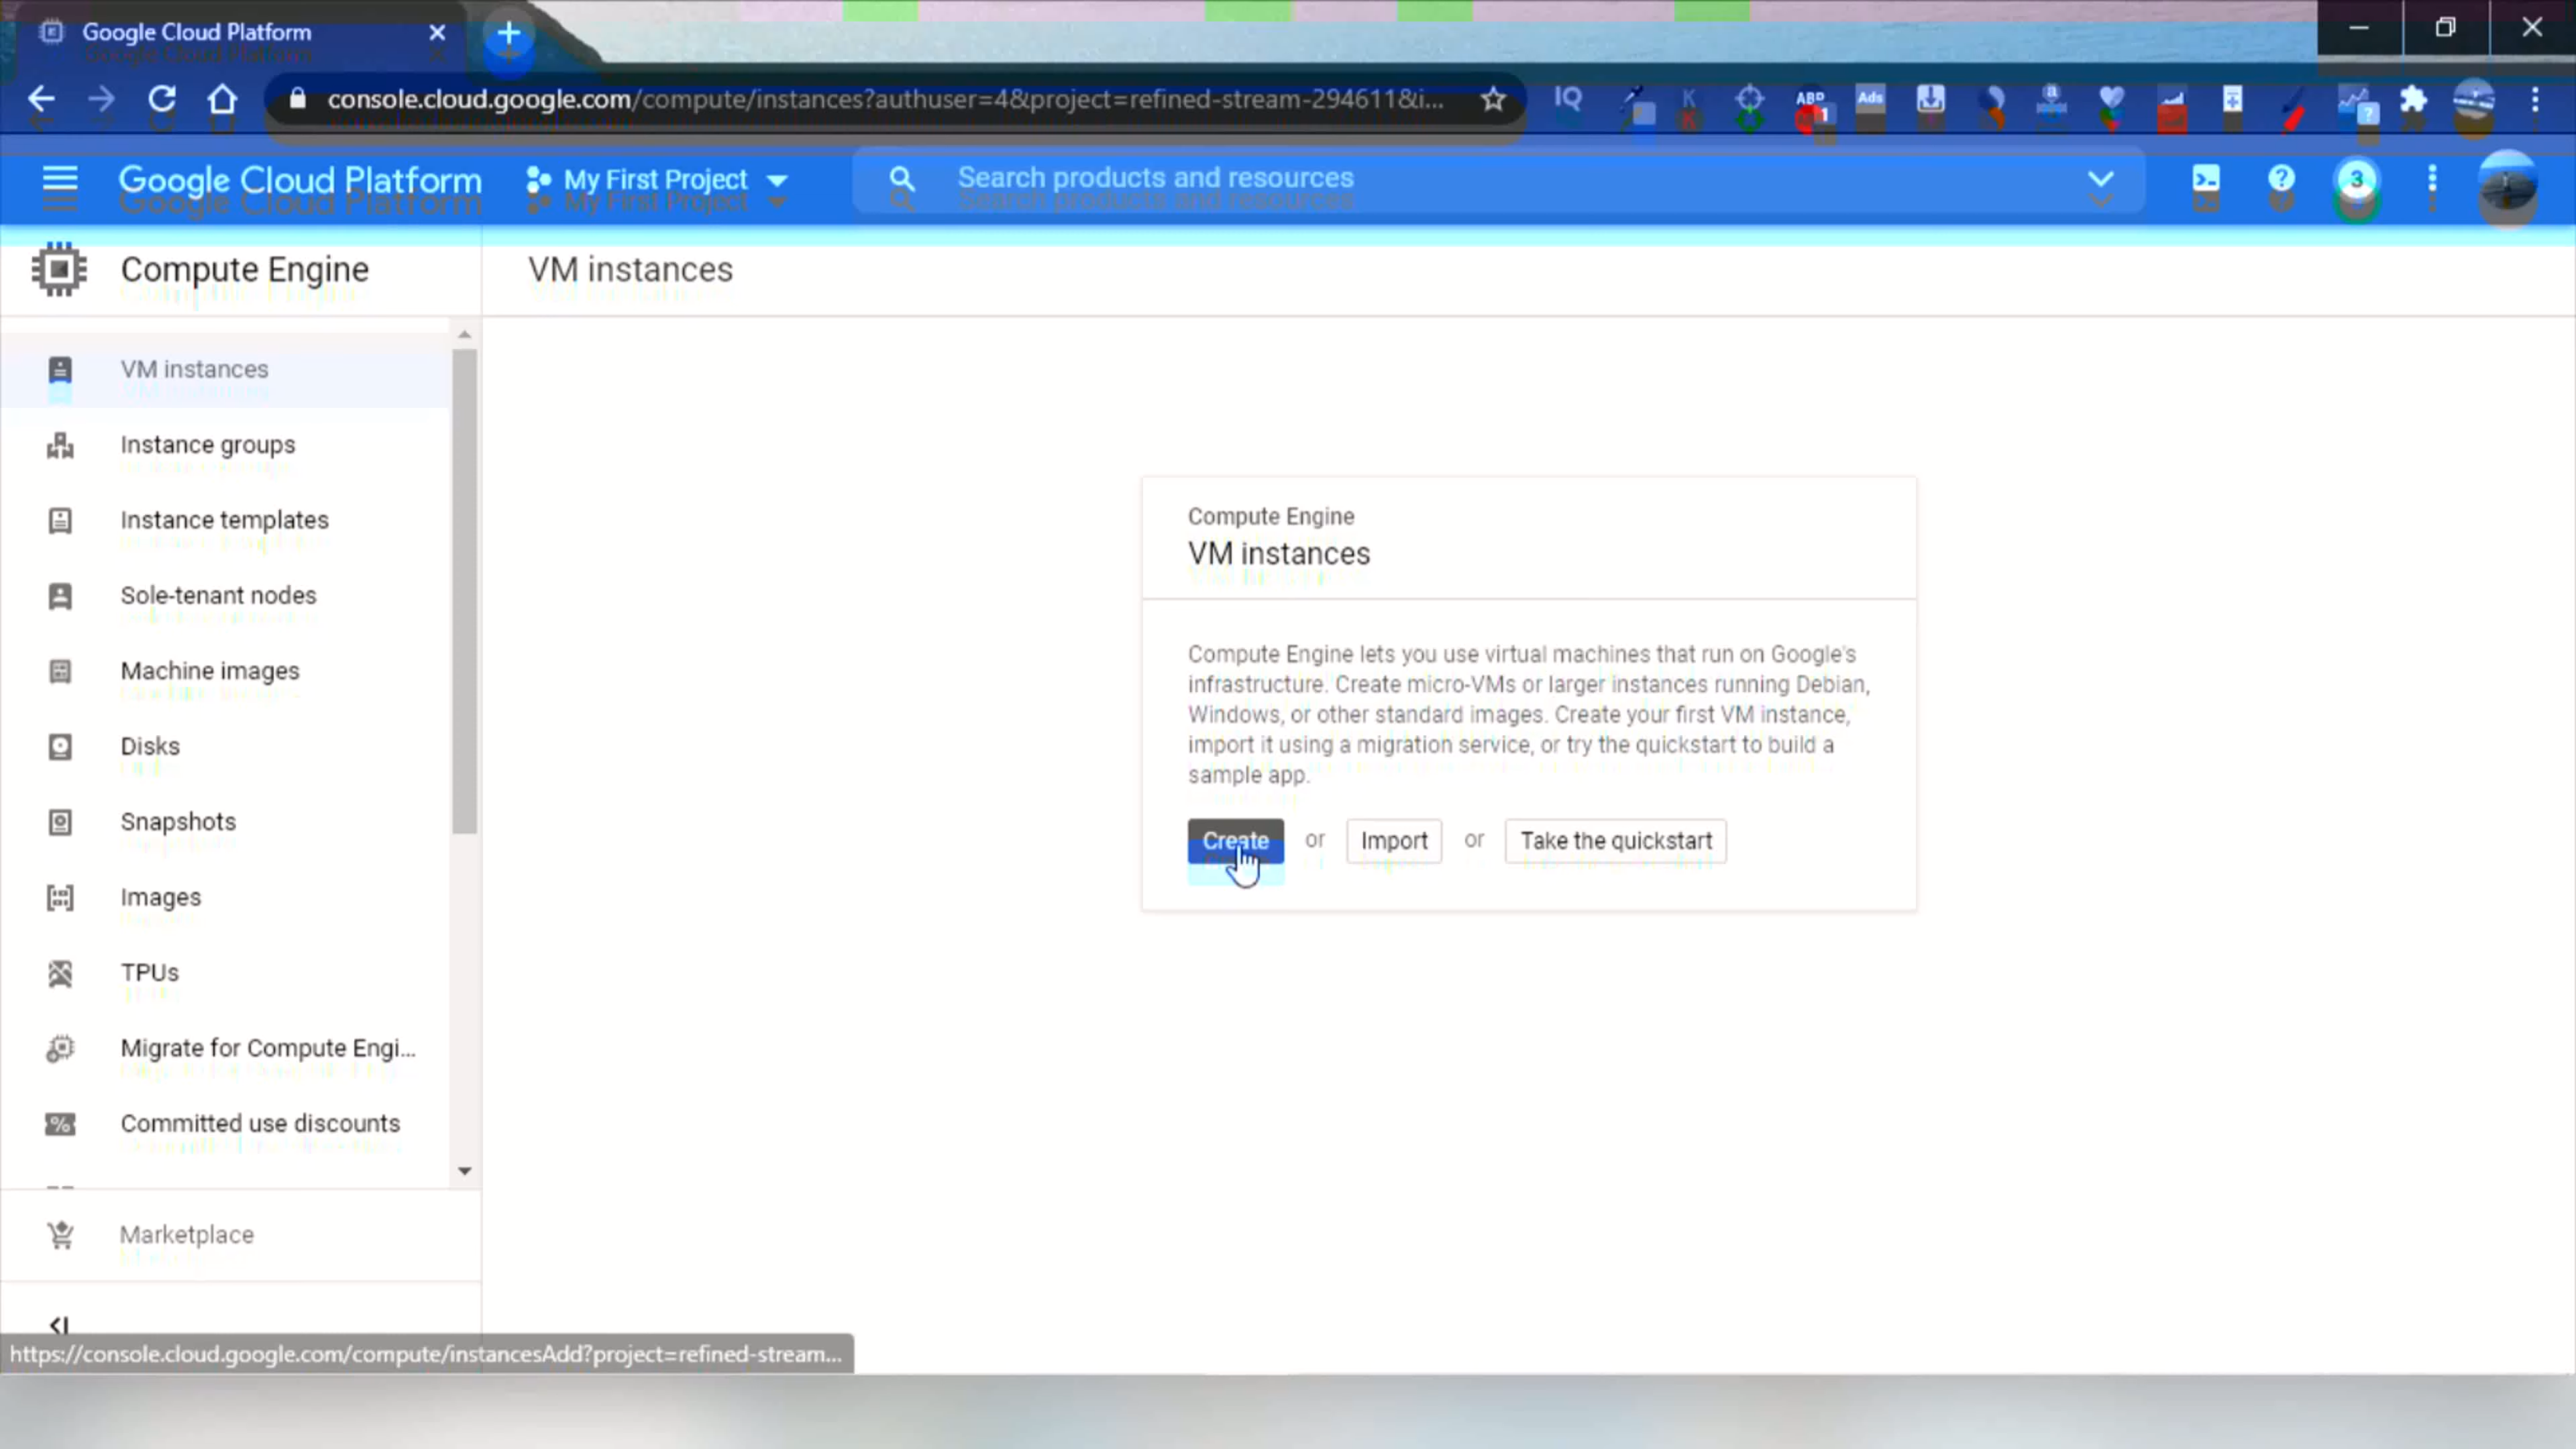 Google Cloud Platform
console.cloud.google.com/compute/instances?authuser=4&project=refined-stream-294611&i...
IQ
K
ABP
1
Ads
a
?
Google Cloud Platform
My First Project
Search products and resources
?
3
Compute Engine
VM instances
VM instances
Instance groups
Instance templates
Sole-tenant nodes
Machine images
Disks
Snapshots
Images
TPUs
Migrate for Compute Engi...
Committed use discounts
Marketplace
Compute Engine
VM instances
Compute Engine lets you use virtual machines that run on Google's
infrastructure. Create micro-VMs or larger instances running Debian,
Windows, or other standard images. Create your first VM instance,
import it using a migration service, or try the quickstart to build a
sample app.
Create or Import or Take the quickstart
https://console.cloud.google.com/compute/instancesAdd?project=refined-stream...